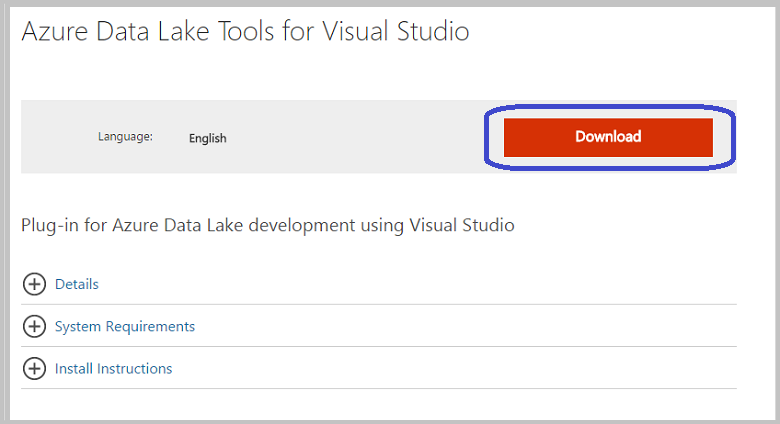 Azure Data Lake Tools for Visual Studio
Language: English Download
Plug-in for Azure Data Lake development using Visual Studio
Details
System Requirements
Install Instructions